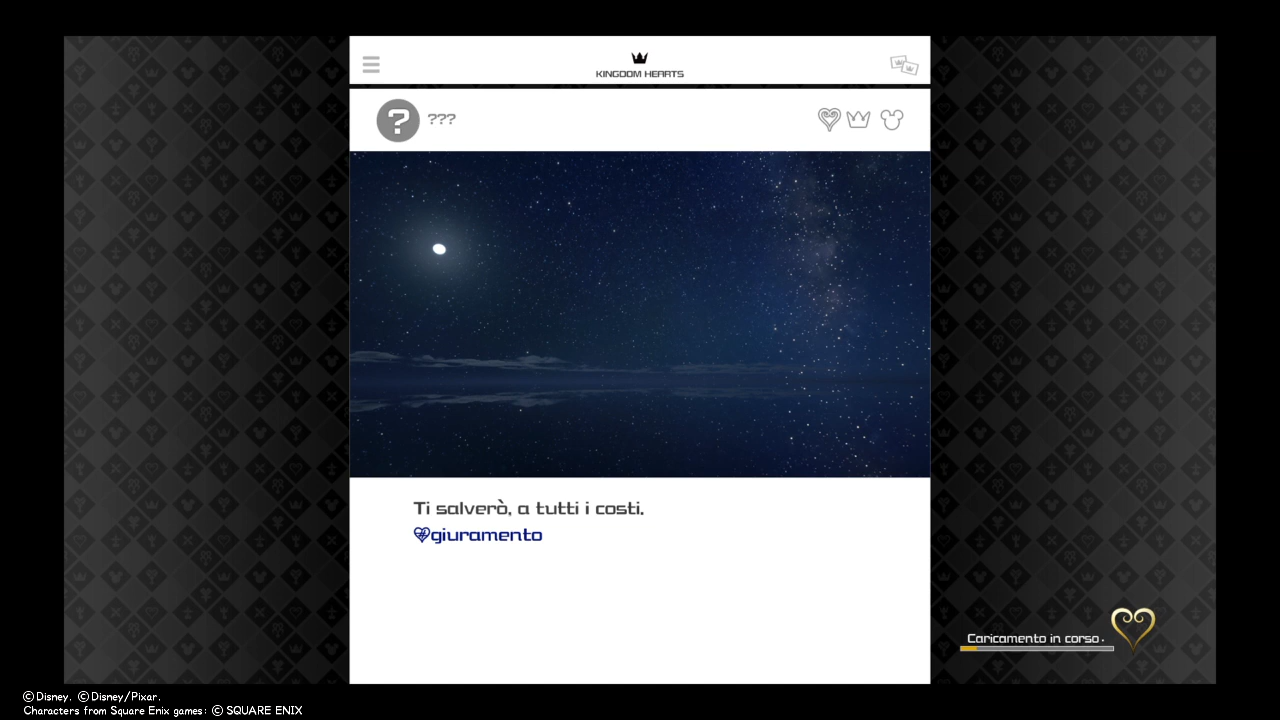 KINGDOM HEARTS
? ???
Ti salverò, a tutti i costi.
#giuramento
Caricamento in corso.
©Disney. ©Disney/Pixar.
Characters from Square Enix games: © SQUARE ENIX